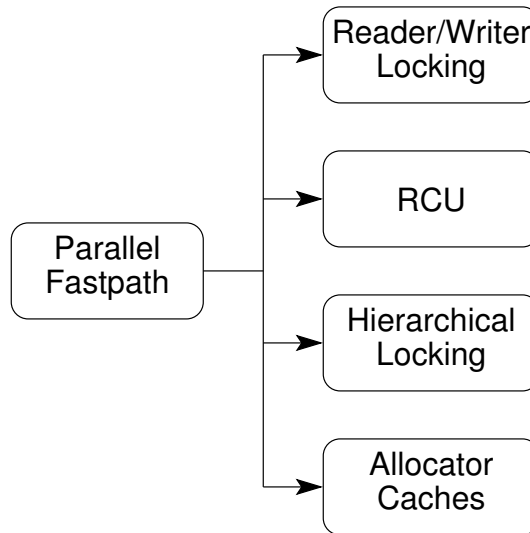 Reader/Writer
Locking
RCU
Parallel
Fastpath
Hierarchical
Locking
Allocator
Caches